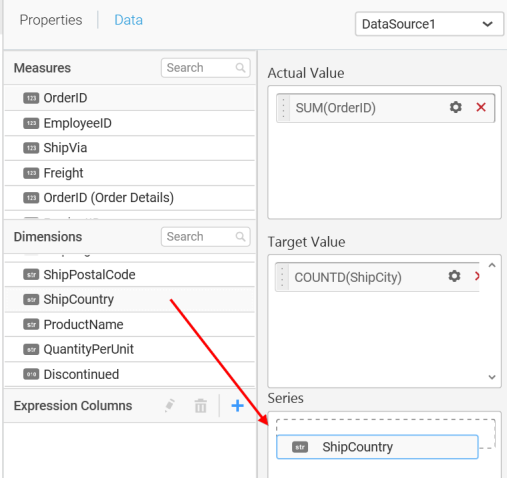 Properties
Data
DataSource1
Measures
Search
123 OrderID
123 EmployeeID
123 ShipVia
123 Freight
123 OrderID (Order Details)
Dimensions
Search
str ShipPostalCode
str ShipCountry
str ProductName
str QuantityPerUnit
Discontinued
Expression Columns
Actual Value
SUM(OrderID)
Target Value
COUNTD(ShipCity)
Series
str ShipCountry